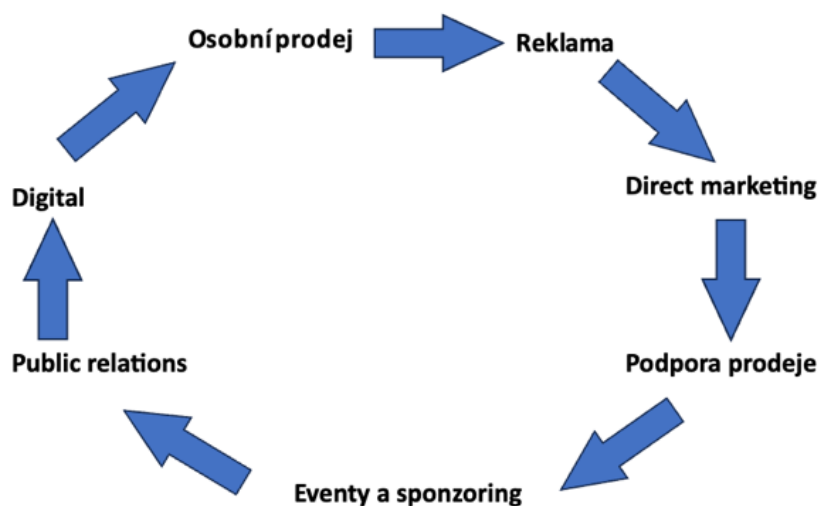 Osobní prodej
Reklama
Direct marketing
Digital
Public relations
Podpora prodeje
Eventy a sponzoring